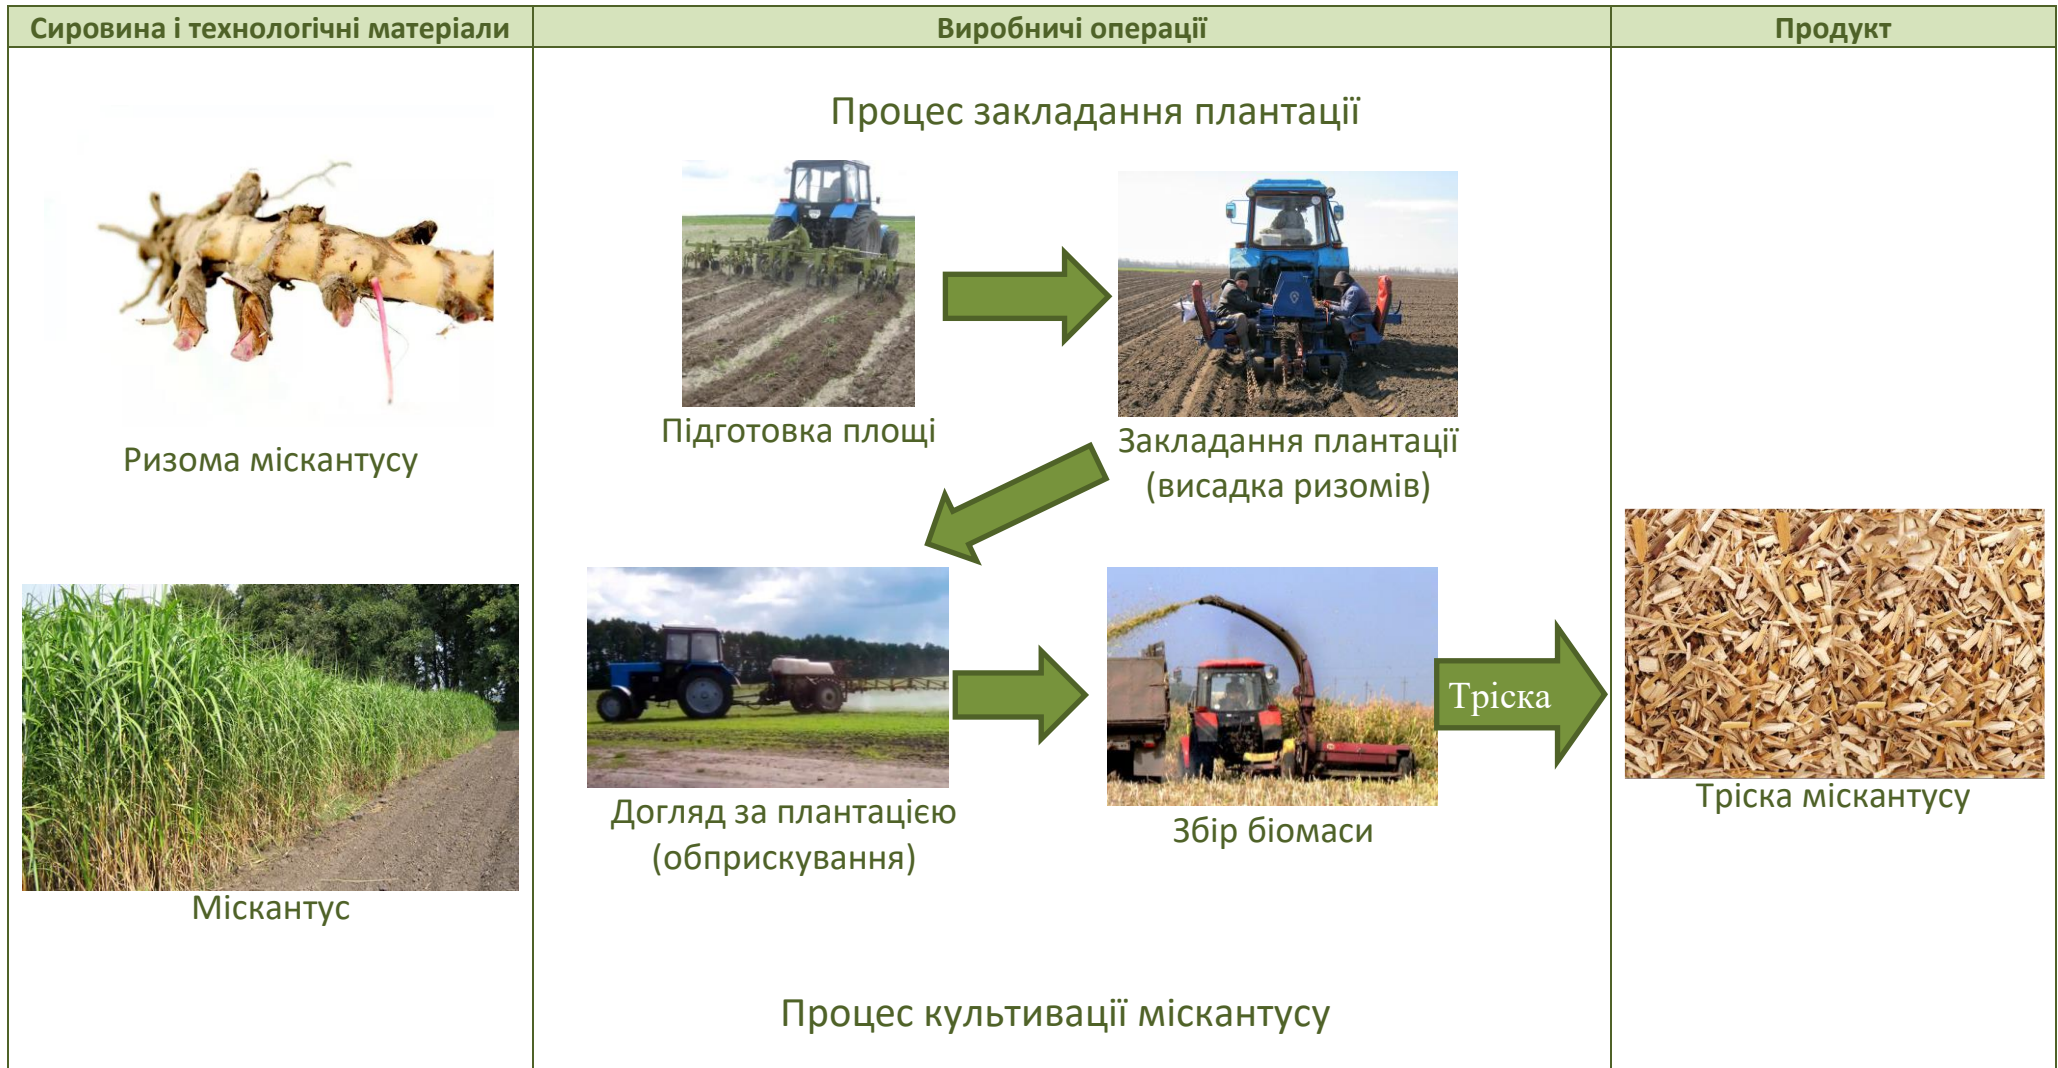 Сировина і технологічні матеріали
Виробничі операції
Продукт
Ризома міскантусу
Міскантус
Процес закладання плантації
Підготовка площі
Закладання плантації
(висадка ризомів)
Догляд за плантацією
(обприскування)
Збір біомаси
Тріска
Процес культивації міскантусу
Тріска міскантусу